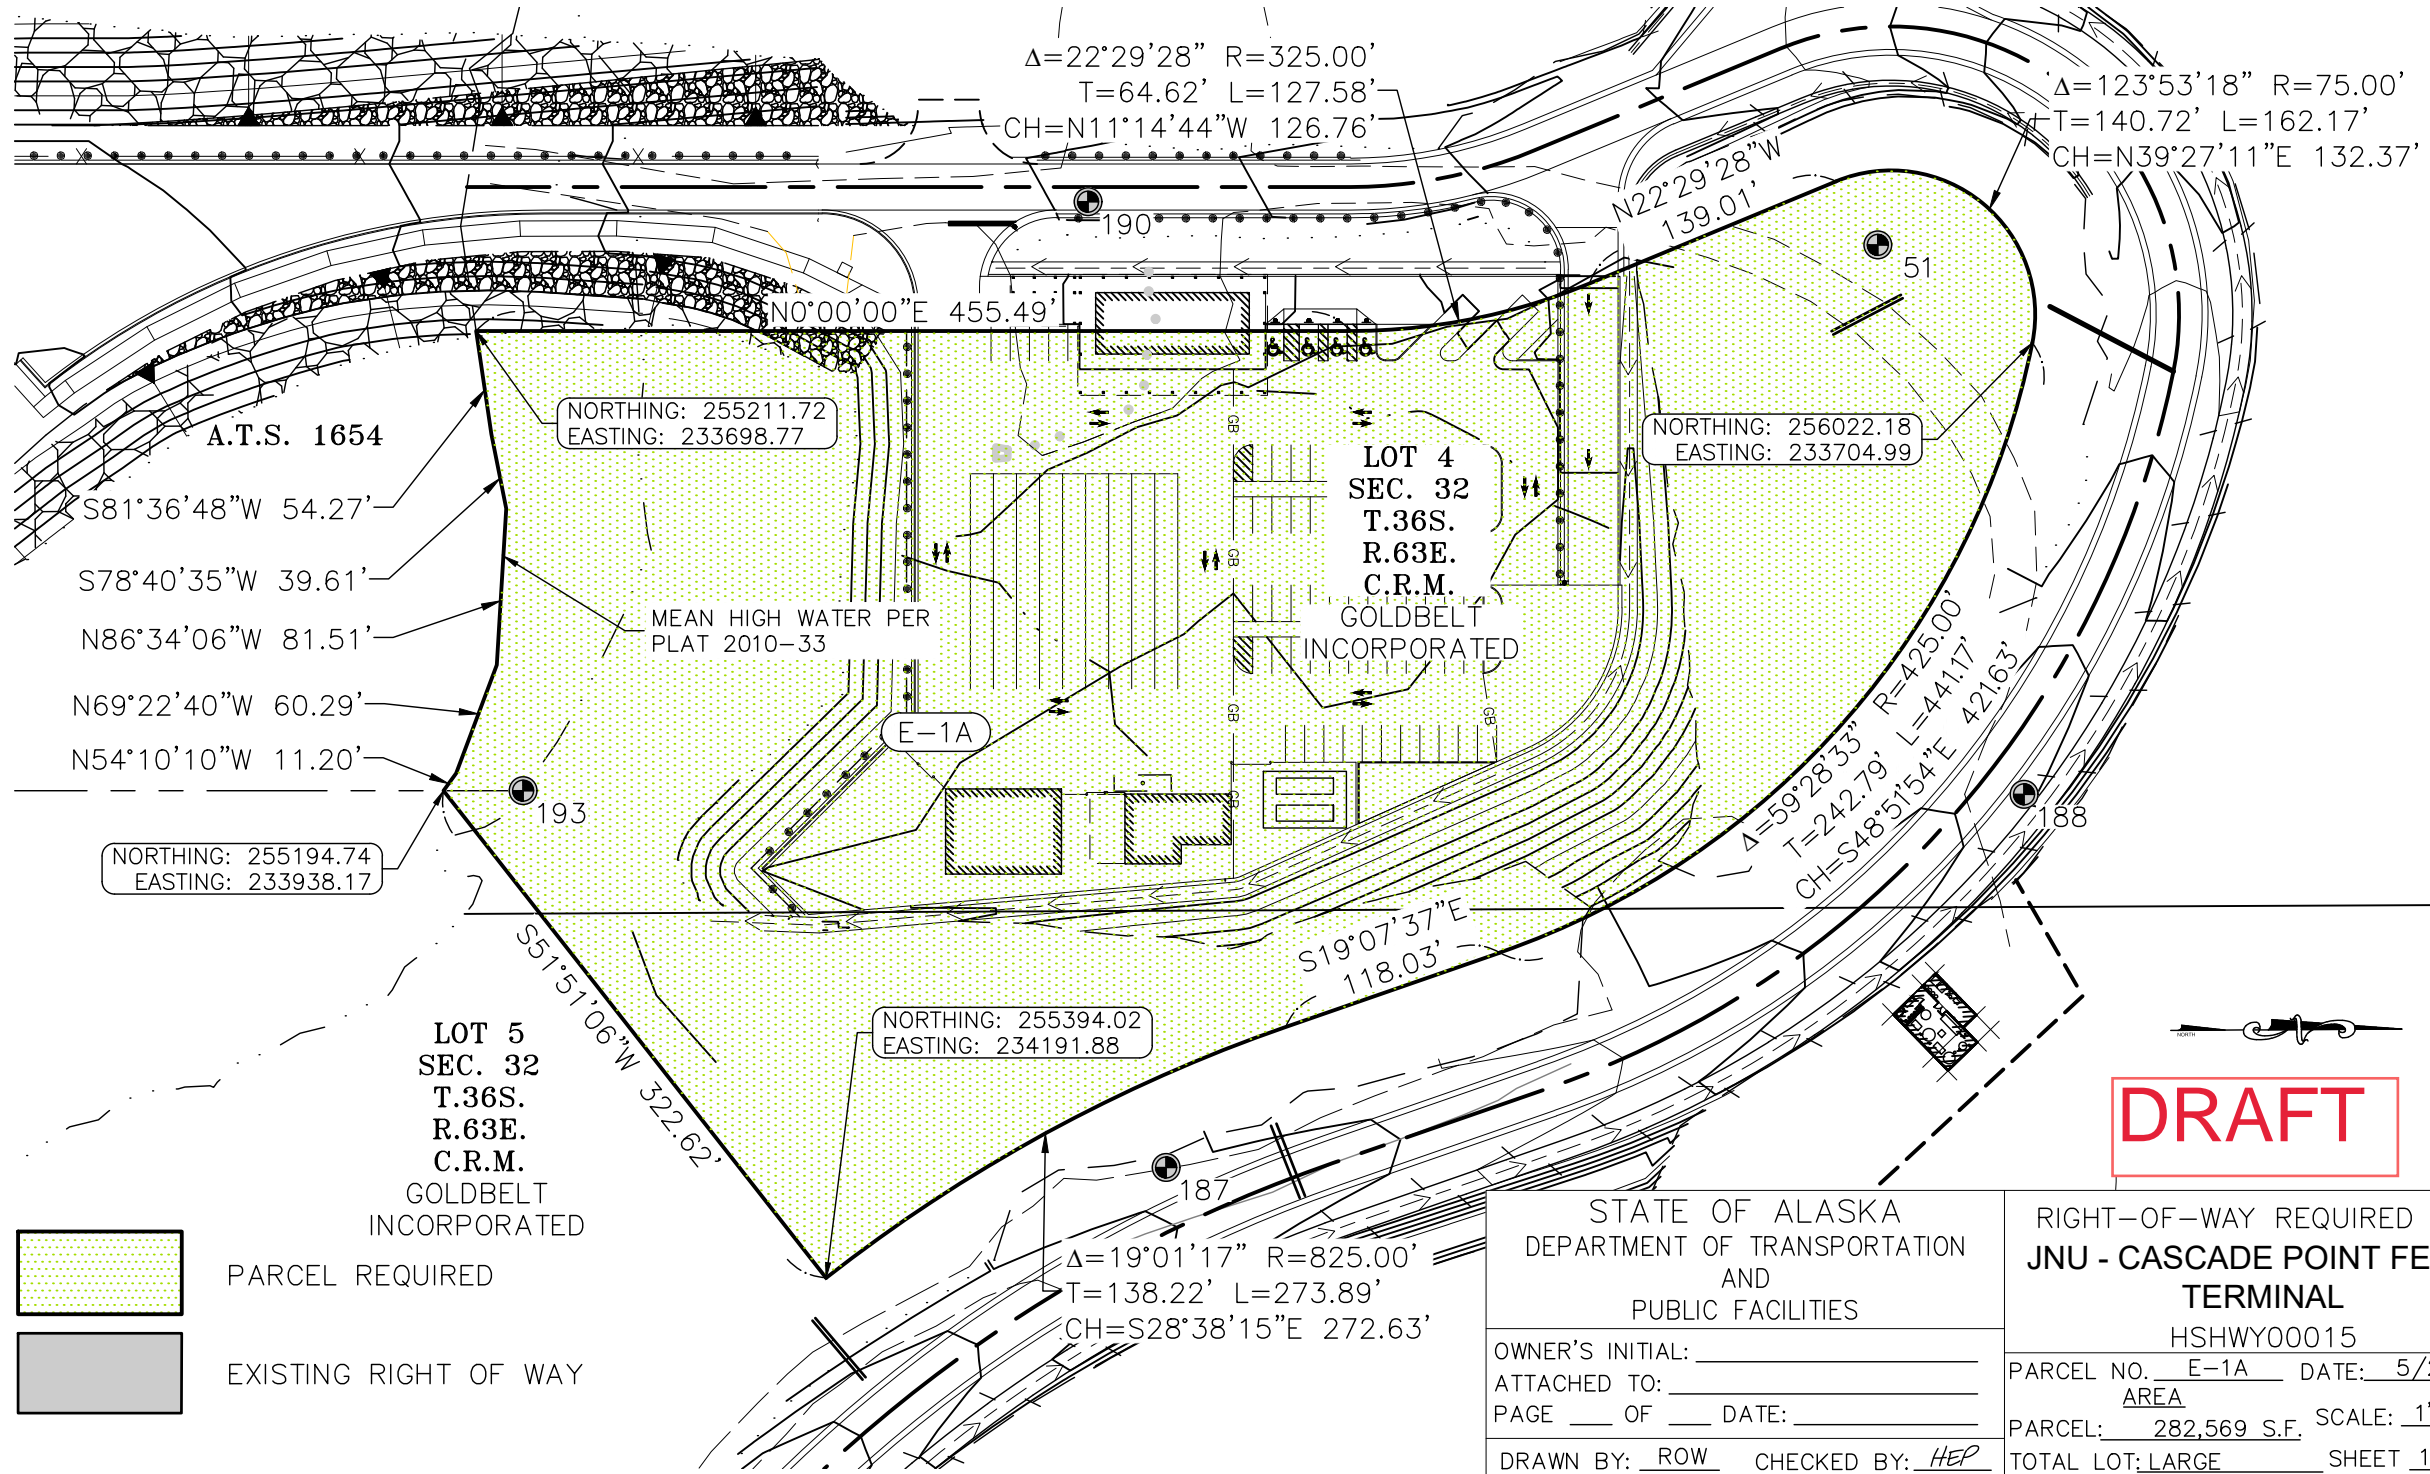 Δ=22°29'28" R=325.00'
T=64.62' L=127.58'
CH=N11°14'44"W 126.76'
Δ=123°53'18" R=75.00'
T=140.72' L=162.17'
CH=N39°27'11"E 132.37'
N22°29'28"W
139.01'
190
51
N0°00'00"E 455.49'
NORTHING: 255211.72
EASTING: 233698.77
A.T.S. 1654
NORTHING: 256022.18
EASTING: 233704.99
LOT 4
SEC. 32
T.36S.
R.63E.
C.R.M.
GOLDBELT
INCORPORATED
GB
GB
GB
GB
GB
S81°36'48"W 54.27'
S78°40'35"W 39.61'
N86°34'06"W 81.51'
N69°22'40"W 60.29'
N54°10'10"W 11.20'
MEAN HIGH WATER PER
PLAT 2010-33
E-1A
193
188
NORTHING: 255194.74
EASTING: 233938.17
Δ=59°28'33" R=425.00'
T=242.79' L=441.17'
CH=S48°51'54"E 421.63'
S19°07'37"E
118.03'
S51°51'06"W 322.62'
NORTHING: 255394.02
EASTING: 234191.88
LOT 5
SEC. 32
T.36S.
R.63E.
C.R.M.
GOLDBELT
INCORPORATED
187
NORTH
DRAFT
Δ=19°01'17" R=825.00'
T=138.22' L=273.89'
CH=S28°38'15"E 272.63'
PARCEL REQUIRED
EXISTING RIGHT OF WAY
STATE OF ALASKA
DEPARTMENT OF TRANSPORTATION
AND
PUBLIC FACILITIES
OWNER'S INITIAL:
ATTACHED TO:
PAGE OF DATE:
DRAWN BY: ROW CHECKED BY: HEP
RIGHT-OF-WAY REQUIRED
JNU - CASCADE POINT FE
TERMINAL
HSHWY00015
PARCEL NO. E-1A DATE: 5/
AREA
PARCEL: 282,569 S.F. SCALE: 1"
TOTAL LOT: LARGE SHEET 1